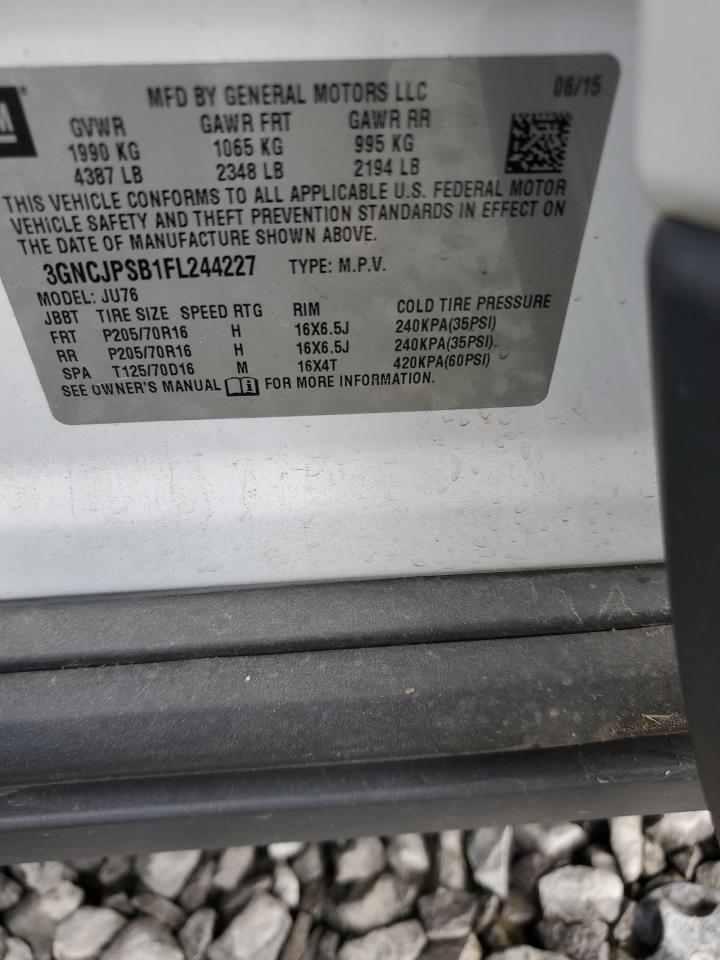 M®
MFD BY GENERAL MOTORS LLC 06/15
GVWR GAWR FRT GAWR RR
1990 KG 1065 KG 995 KG
4387 LB 2348 LB 2194 LB
THIS VEHICLE CONFORMS TO ALL APPLICABLE U.S. FEDERAL MOTOR
VEHICLE SAFETY AND THEFT PREVENTION STANDARDS IN EFFECT ON
THE DATE OF MANUFACTURE SHOWN ABOVE.
3GNCJPSB1FL244227 TYPE: M.P.V.
MODEL: JU76
JBBT TIRE SIZE SPEED RTG RIM COLD TIRE PRESSURE
FRT P205/70R16 H 16X6.5J 240KPA(35PSI)
RR P205/70R16 H 16X6.5J 240KPA(35PSI)
SPA T125/70D16 M 16X4T 420KPA(60PSI)
SEE OWNER'S MANUAL FOR MORE INFORMATION.